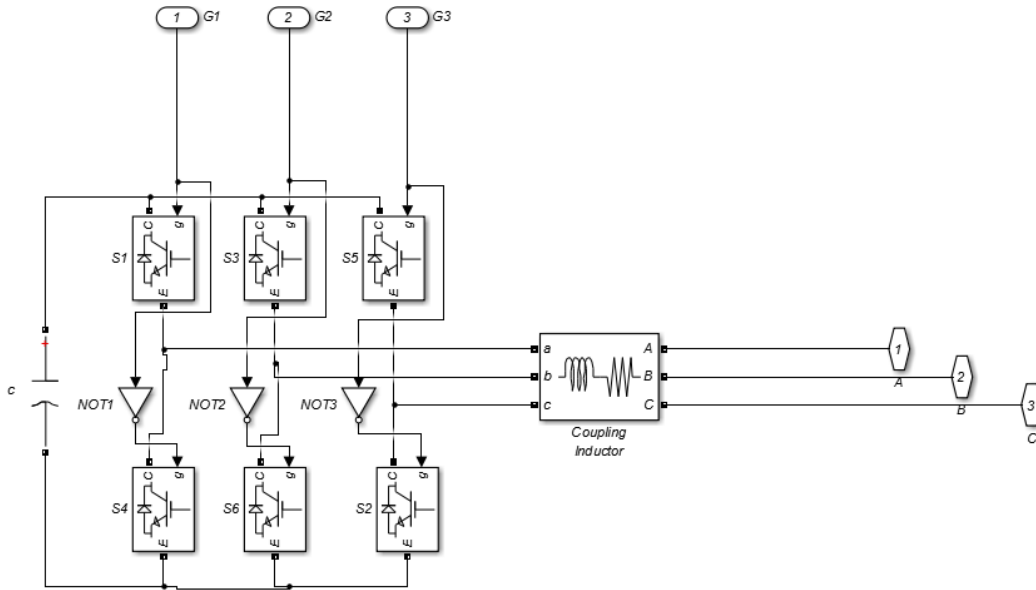 1 G1 2 G2 3 G3
C g C g C g
S1 S3 S5
E E E
+
a A 1
b B 2 A
c C 3 B
C
c NOT1 NOT2 NOT3
Coupling
Inductor
C g C g C g
S4 S6 S2
E E E